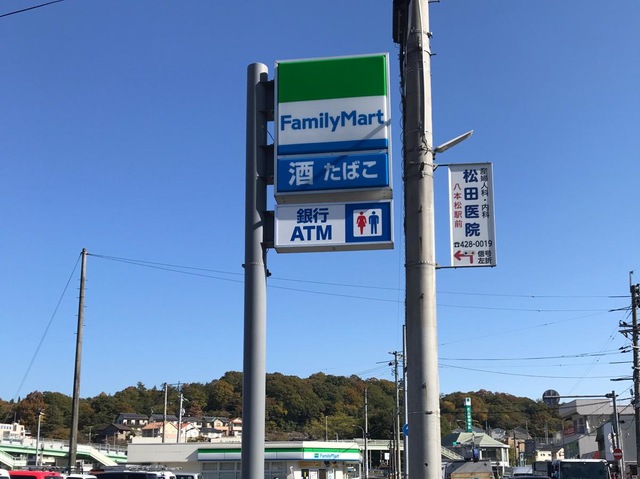 FamilyMart
酒 たばこ
銀行
ATM
産婦人科・内科
松田医院
八本松駅前
☎428-0019
信号
左折
FamilyMart